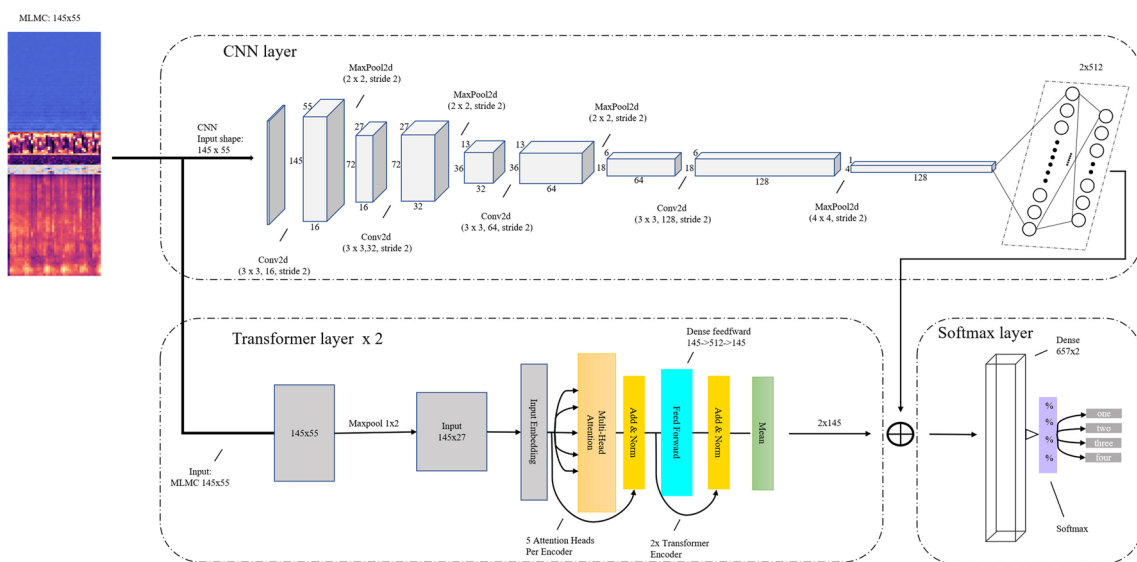 MLMC: 145x55
CNN layer
CNN
Input shape:
145 x 55
145
55
16
Conv2d
(3 x 3, 16, stride 2)
MaxPool2d
(2 x 2, stride 2)
27
72
16
Conv2d
(3 x 3,32, stride 2)
27
72
32
MaxPool2d
(2 x 2, stride 2)
13
36
32
Conv2d
(3 x 3, 64, stride 2)
13
36
64
MaxPool2d
(2 x 2, stride 2)
6
18
64
Conv2d
(3 x 3, 128, stride 2)
6
18
128
MaxPool2d
(4 x 4, stride 2)
1
4
128
2x512
Transformer layer x 2
Input:
MLMC 145x55
145x55
Maxpool 1x2
Input
145x27
Input Embedding
Multi-Head
Attention
Add & Norm
Feed Forward
Add & Norm
Mean
Dense feedfward
145->512->145
5 Attention Heads
Per Encoder
2x Transformer
Encoder
2x145
Softmax layer
Dense
657x2
%
%
%
%
one
two
three
four
Softmax